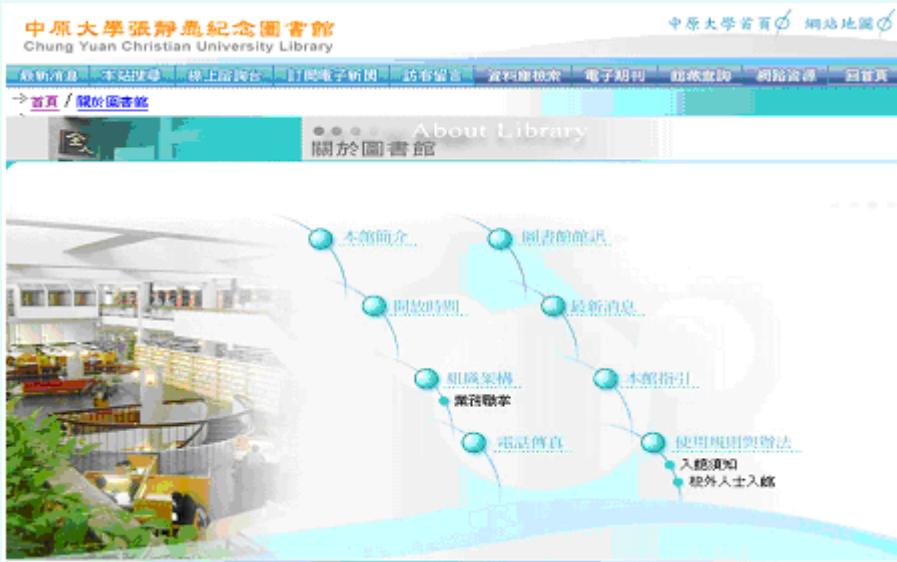 中原大學張靜愚紀念圖書館
中原大學首頁 網站地圖
Chung Yuan Christian University Library
最新消息 本站搜尋 線上諮詢台 訂閱電子新聞 訪客留言 資料庫檢索 電子期刊 館藏查詢 網路資源 回首頁
首頁 / 關於圖書館
全人
About Library
關於圖書館
本館簡介 圖書館館訊
開放時間 最新消息
組織架構 本館指引
業務職掌
電話傳真 使用規則與辦法
入館須知
校外人士入館